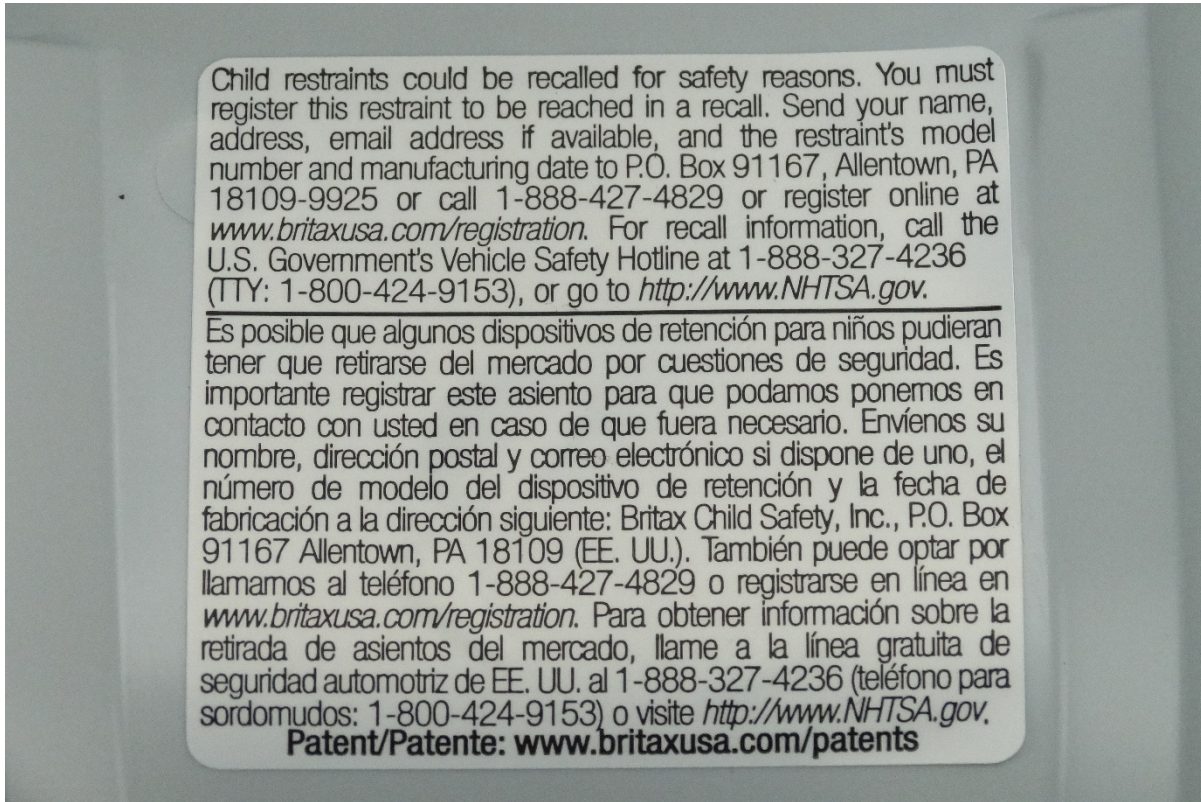 Child restraints could be recalled for safety reasons. You must
register this restraint to be reached in a recall. Send your name,
address, email address if available, and the restraint's model
number and manufacturing date to P.O. Box 91167, Allentown, PA
18109-9925 or call 1-888-427-4829 or register online at
www.britaxusa.com/registration. For recall information, call the
U.S. Government's Vehicle Safety Hotline at 1-888-327-4236
(TTY: 1-800-424-9153), or go to http://www.NHTSA.gov.
Es posible que algunos dispositivos de retención para niños pudieran
tener que retirarse del mercado por cuestiones de seguridad. Es
importante registrar este asiento para que podamos ponernos en
contacto con usted en caso de que fuera necesario. Envíenos su
nombre, dirección postal y correo electrónico si dispone de uno, el
número de modelo del dispositivo de retención y la fecha de
fabricación a la dirección siguiente: Britax Child Safety, Inc., P.O. Box
91167 Allentown, PA 18109 (EE. UU.). También puede optar por
llamarnos al teléfono 1-888-427-4829 o registrarse en línea en
www.britaxusa.com/registration. Para obtener información sobre la
retirada de asientos del mercado, llame a la línea gratuita de
seguridad automotriz de EE. UU. al 1-888-327-4236 (teléfono para
sordomudos: 1-800-424-9153) o visite http://www.NHTSA.gov.
Patent/Patente: www.britaxusa.com/patents